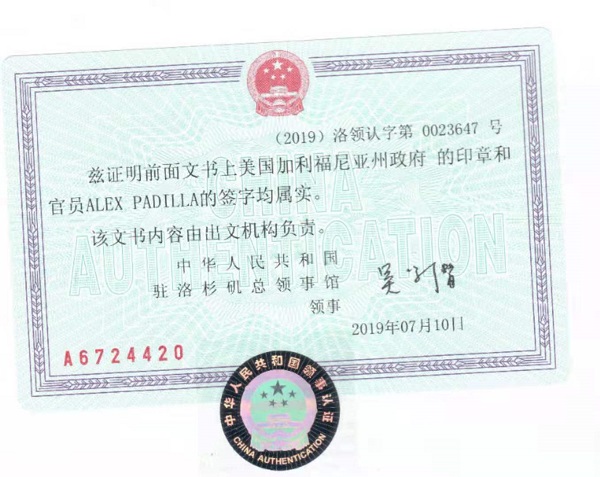 (2019) 洛领认字第 0023647 号
兹证明前面文书上美国加利福尼亚州政府 的印章和
官员ALEX PADILLA的签字均属实。
该文书内容由出文机构负责。
中华人民共和国
驻洛杉矶总领事馆
领事
2019年07月10日
A6724420
CHINA
AUTHENTICATION
中华人民共和国领事认证
CHINA AUTHENTICATION